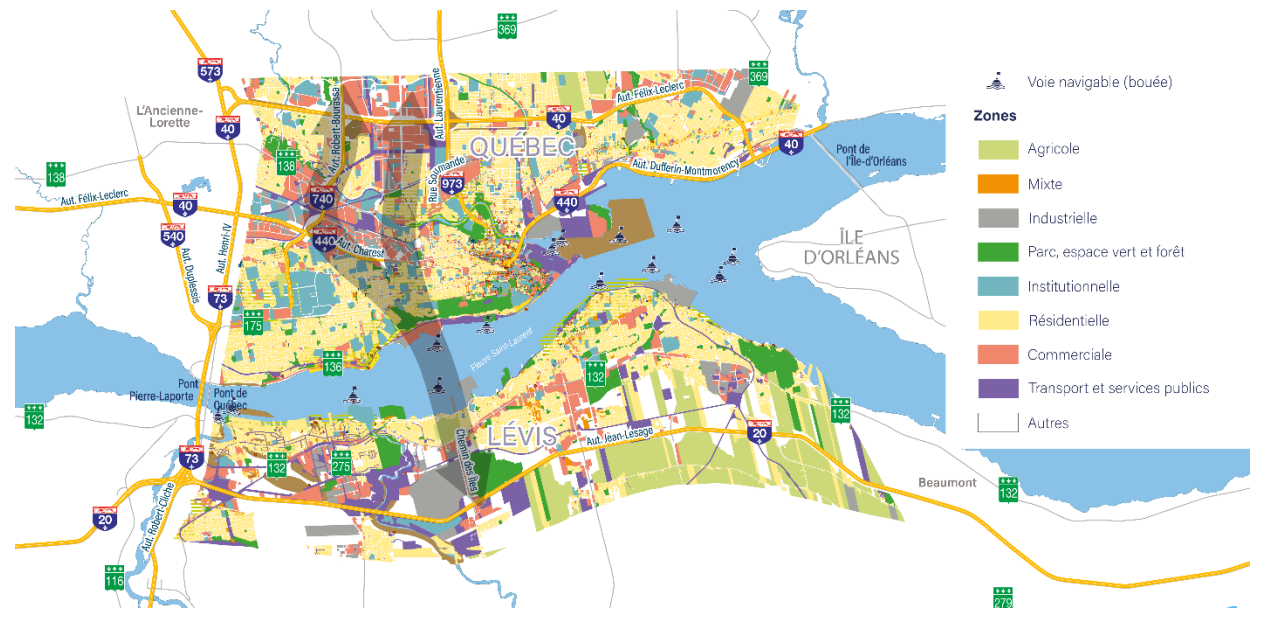 369
573
Aut. Robert-Bourassa
Aut. Laurentienne
369
Aut. Félix-Leclerc
Voie navigable (bouée)
Zones
L'Ancienne-
Lorette
40
40
138
138
QUÉBEC
40
Pont de
l'Île-d'Orléans
Agricole
Aut. Félix-Leclerc
40
740
Rue Soumande
973
Aut. Dufferin-Montmorency
Mixte
440
Industrielle
540
Aut. Henri-IV
440
Aut. Charest
ÎLE
D'ORLÉANS
Parc, espace vert et forêt
Aut. Duplessis
73
Institutionnelle
175
Résidentielle
136
Fleuve Saint-Laurent
Commerciale
Pont
Pierre-Laporte
Pont de
Québec
132
Transport et services publics
132
132
Autres
LÉVIS
Aut. Jean-Lesage
20
73
132
275
Chemin des Îles
Beaumont
132
20
Aut. Robert-Cliche
116
279